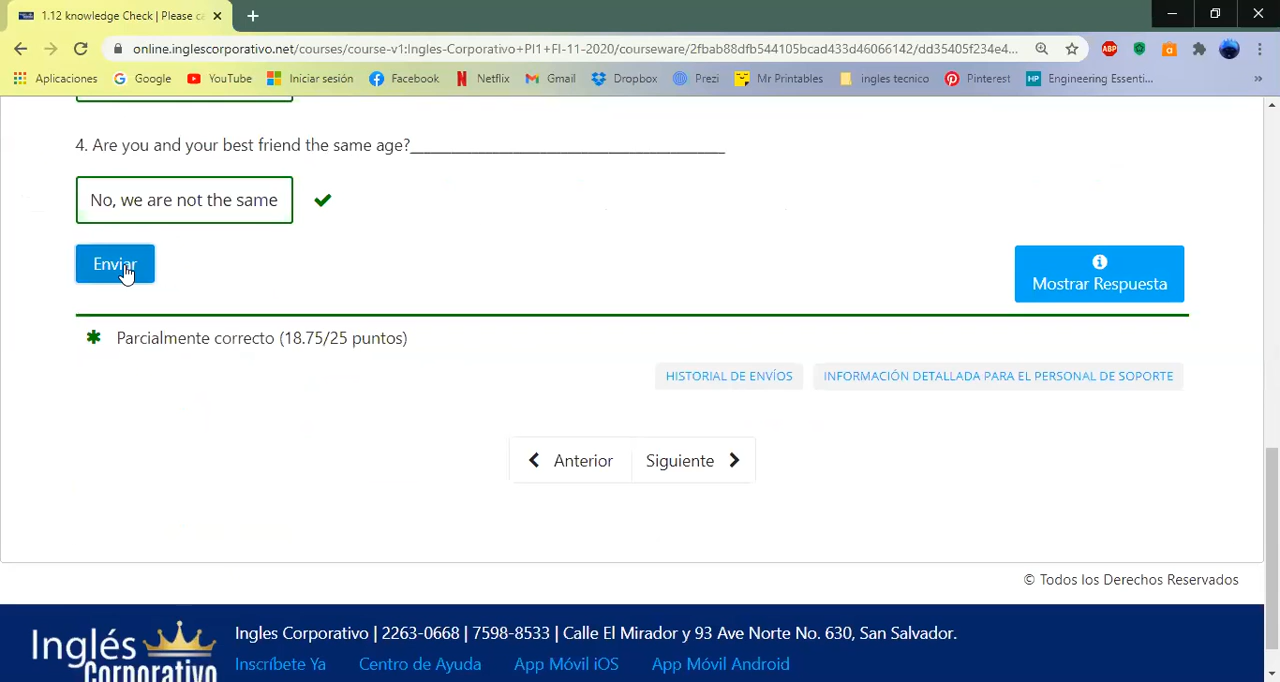 1.12 knowledge Check | Please ca
online.inglescorporativo.net/courses/course-v1:Ingles-Corporativo+PI1+FI-11-2020/courseware/2fbab88dfb544105bcad433d46066142/dd35405f234e4...
ABP
Aplicaciones Google YouTube Iniciar sesión Facebook Netflix Gmail Dropbox Prezi Mr Printables ingles tecnico Pinterest HP Engineering Essenti... »
4. Are you and your best friend the same age?___________________________________
No, we are not the same
Enviar
Mostrar Respuesta
Parcialmente correcto (18.75/25 puntos)
HISTORIAL DE ENVÍOS INFORMACIÓN DETALLADA PARA EL PERSONAL DE SOPORTE
Anterior Siguiente
© Todos los Derechos Reservados
Inglés Corporativo
Ingles Corporativo | 2263-0668 | 7598-8533 | Calle El Mirador y 93 Ave Norte No. 630, San Salvador.
Inscríbete Ya Centro de Ayuda App Móvil iOS App Móvil Android